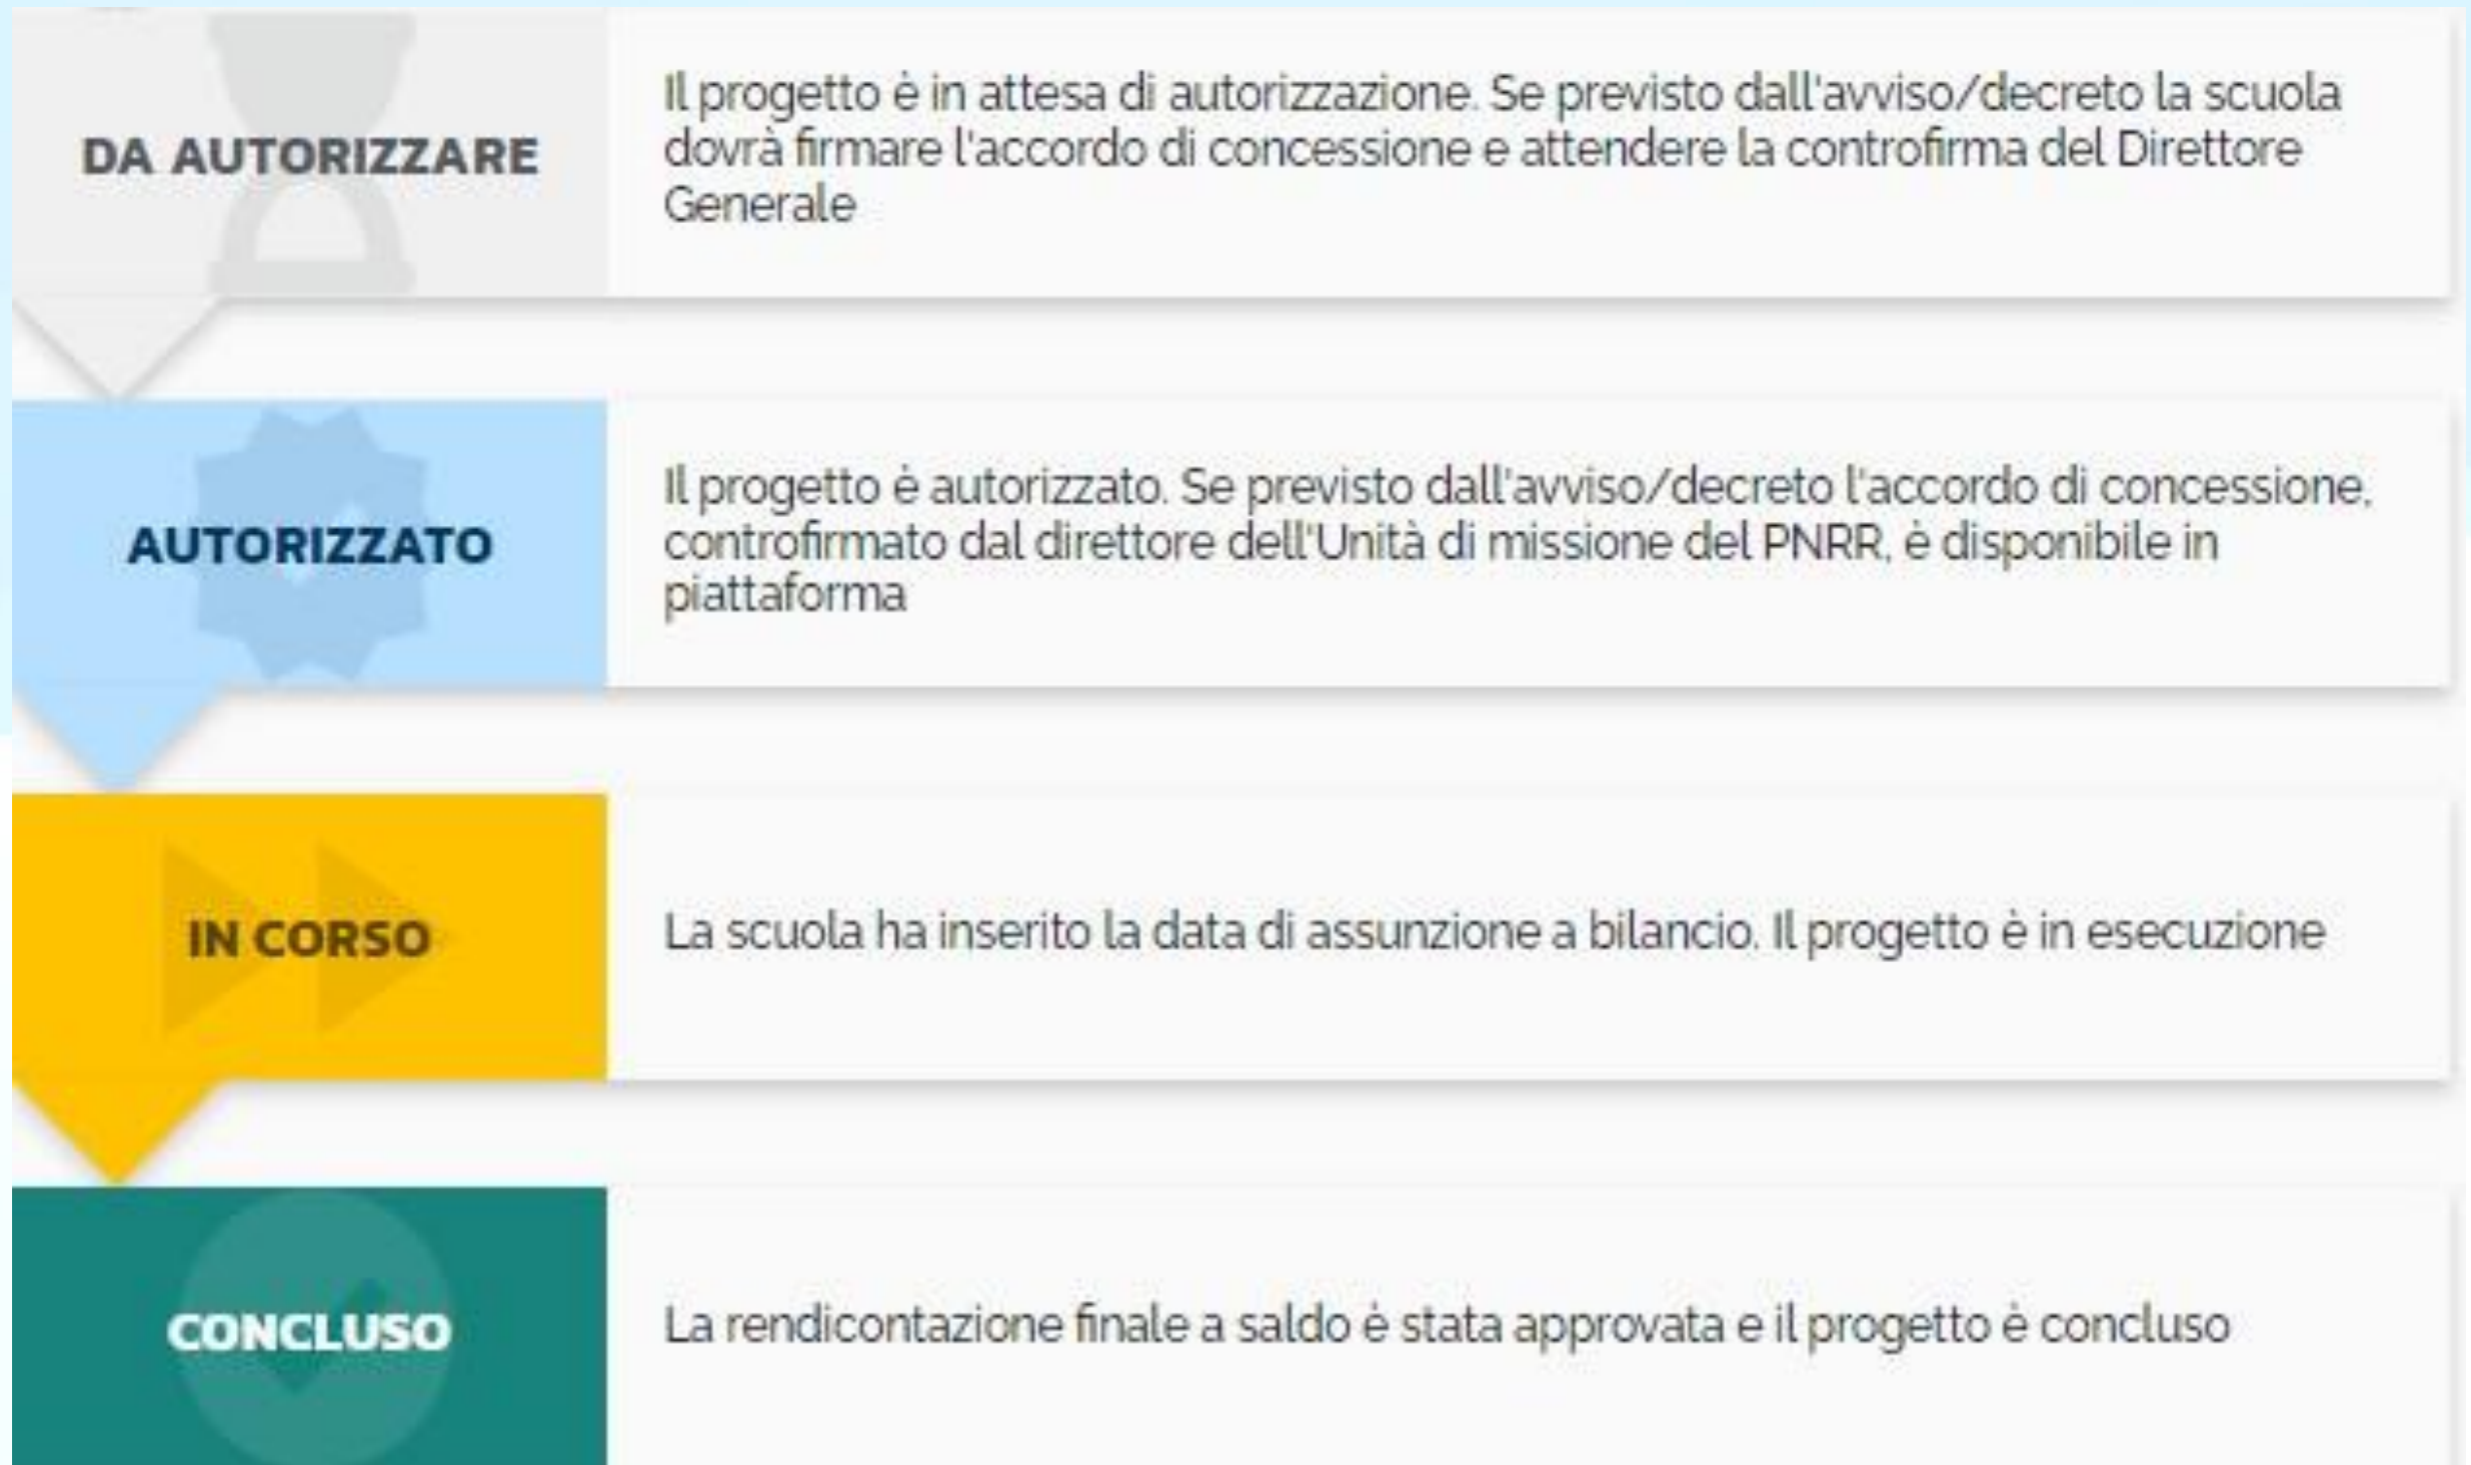 DA AUTORIZZARE
Il progetto è in attesa di autorizzazione. Se previsto dall'avviso/decreto la scuola
dovrà firmare l'accordo di concessione e attendere la controfirma del Direttore
Generale
AUTORIZZATO
Il progetto è autorizzato. Se previsto dall'avviso/decreto l'accordo di concessione,
controfirmato dal direttore dell'Unità di missione del PNRR, è disponibile in
piattaforma
IN CORSO
La scuola ha inserito la data di assunzione a bilancio. Il progetto è in esecuzione
CONCLUSO
La rendicontazione finale a saldo è stata approvata e il progetto è concluso